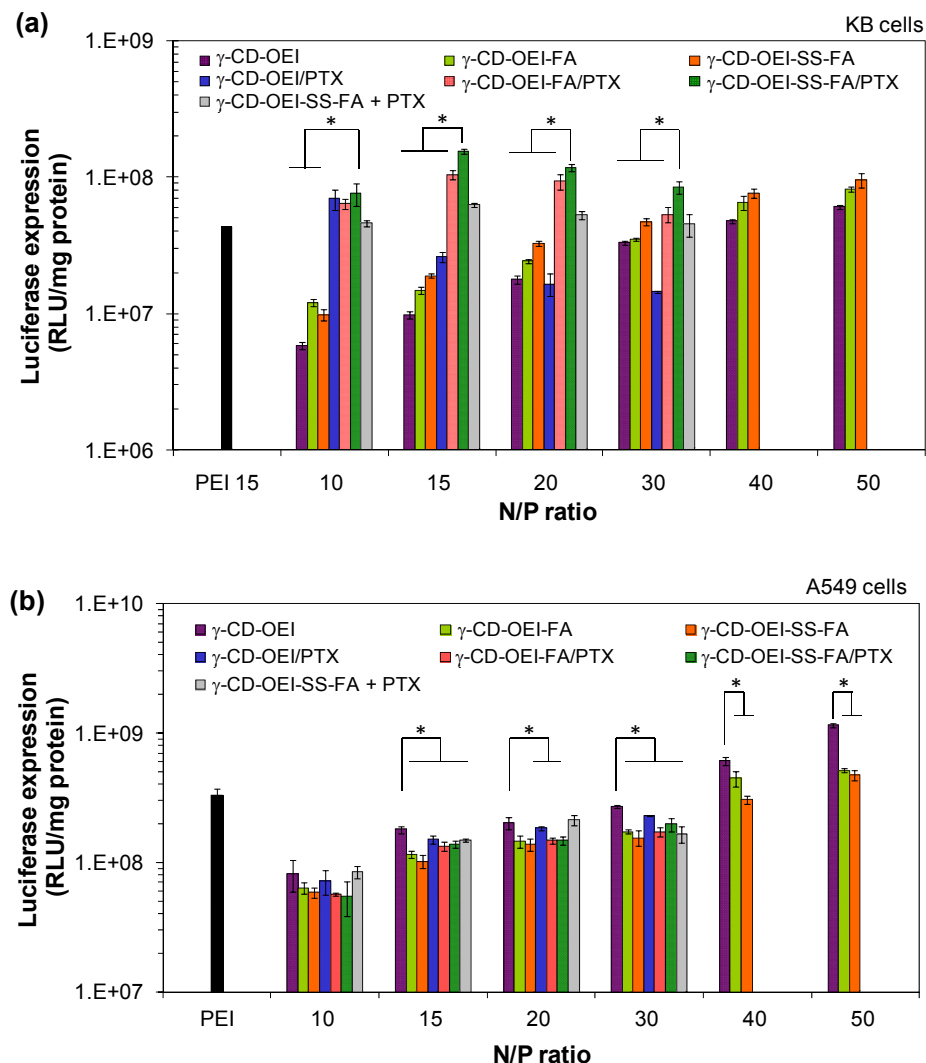 (a)
KB cells
1.E+09
1.E+08
1.E+07
1.E+06
Luciferase expression
(RLU/mg protein)
γ-CD-OEI γ-CD-OEI-FA γ-CD-OEI-SS-FA
γ-CD-OEI/PTX γ-CD-OEI-FA/PTX γ-CD-OEI-SS-FA/PTX
γ-CD-OEI-SS-FA + PTX
* * * *
PEI 15 10 15 20 30 40 50
N/P ratio
(b)
A549 cells
1.E+10
1.E+09
1.E+08
1.E+07
Luciferase expression
(RLU/mg protein)
γ-CD-OEI γ-CD-OEI-FA γ-CD-OEI-SS-FA
γ-CD-OEI/PTX γ-CD-OEI-FA/PTX γ-CD-OEI-SS-FA/PTX
γ-CD-OEI-SS-FA + PTX
* * * * *
PEI 10 15 20 30 40 50
N/P ratio